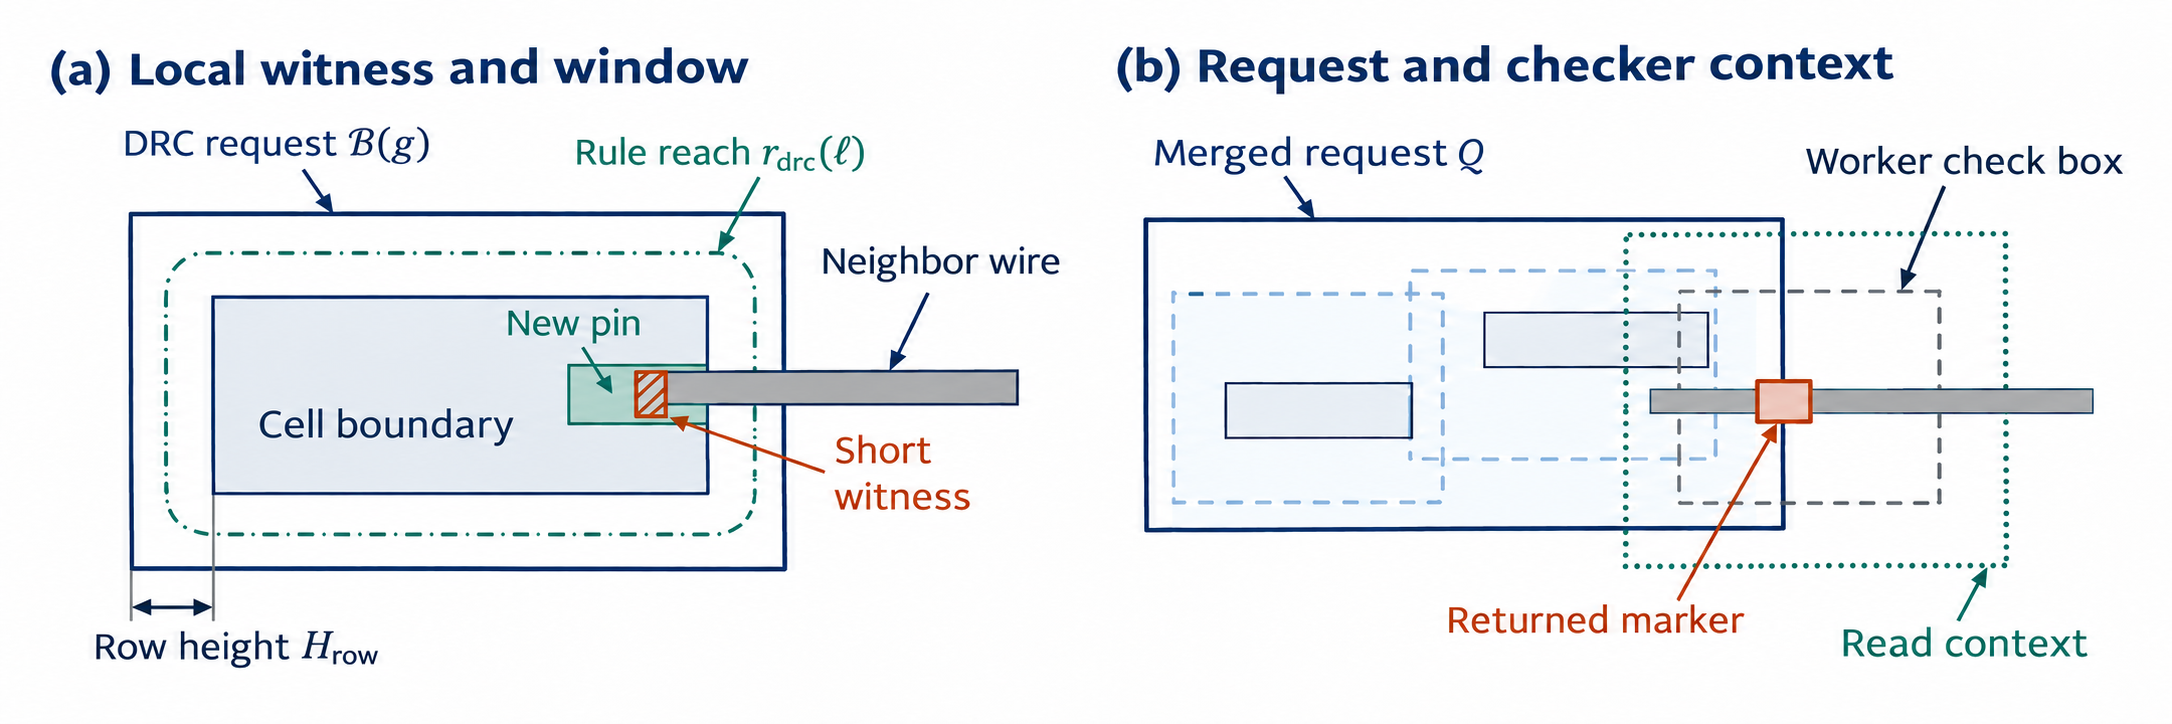 (a) Local witness and window
DRC request ℬ(g)
Rule reach r_drc(ℓ)
Neighbor wire
New pin
Cell boundary
Short
witness
Row height H_row
(b) Request and checker context
Merged request Q
Worker check box
Returned marker
Read context